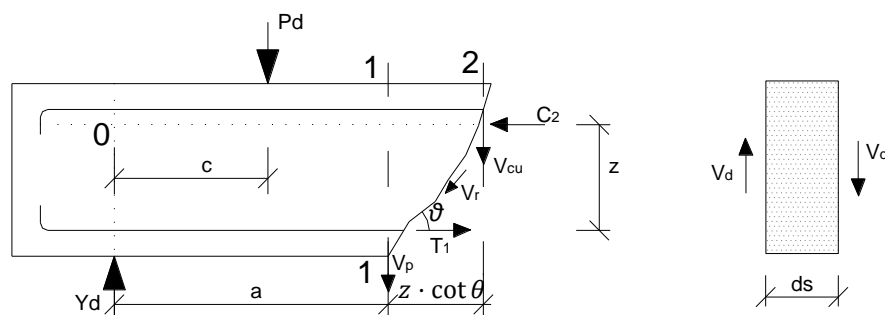 Pd
1
2
0
C2
c
Vcu
z
Vr
ϑ
T1
1
Vp
Yd
a
z · cot θ
Vd
Vd
ds